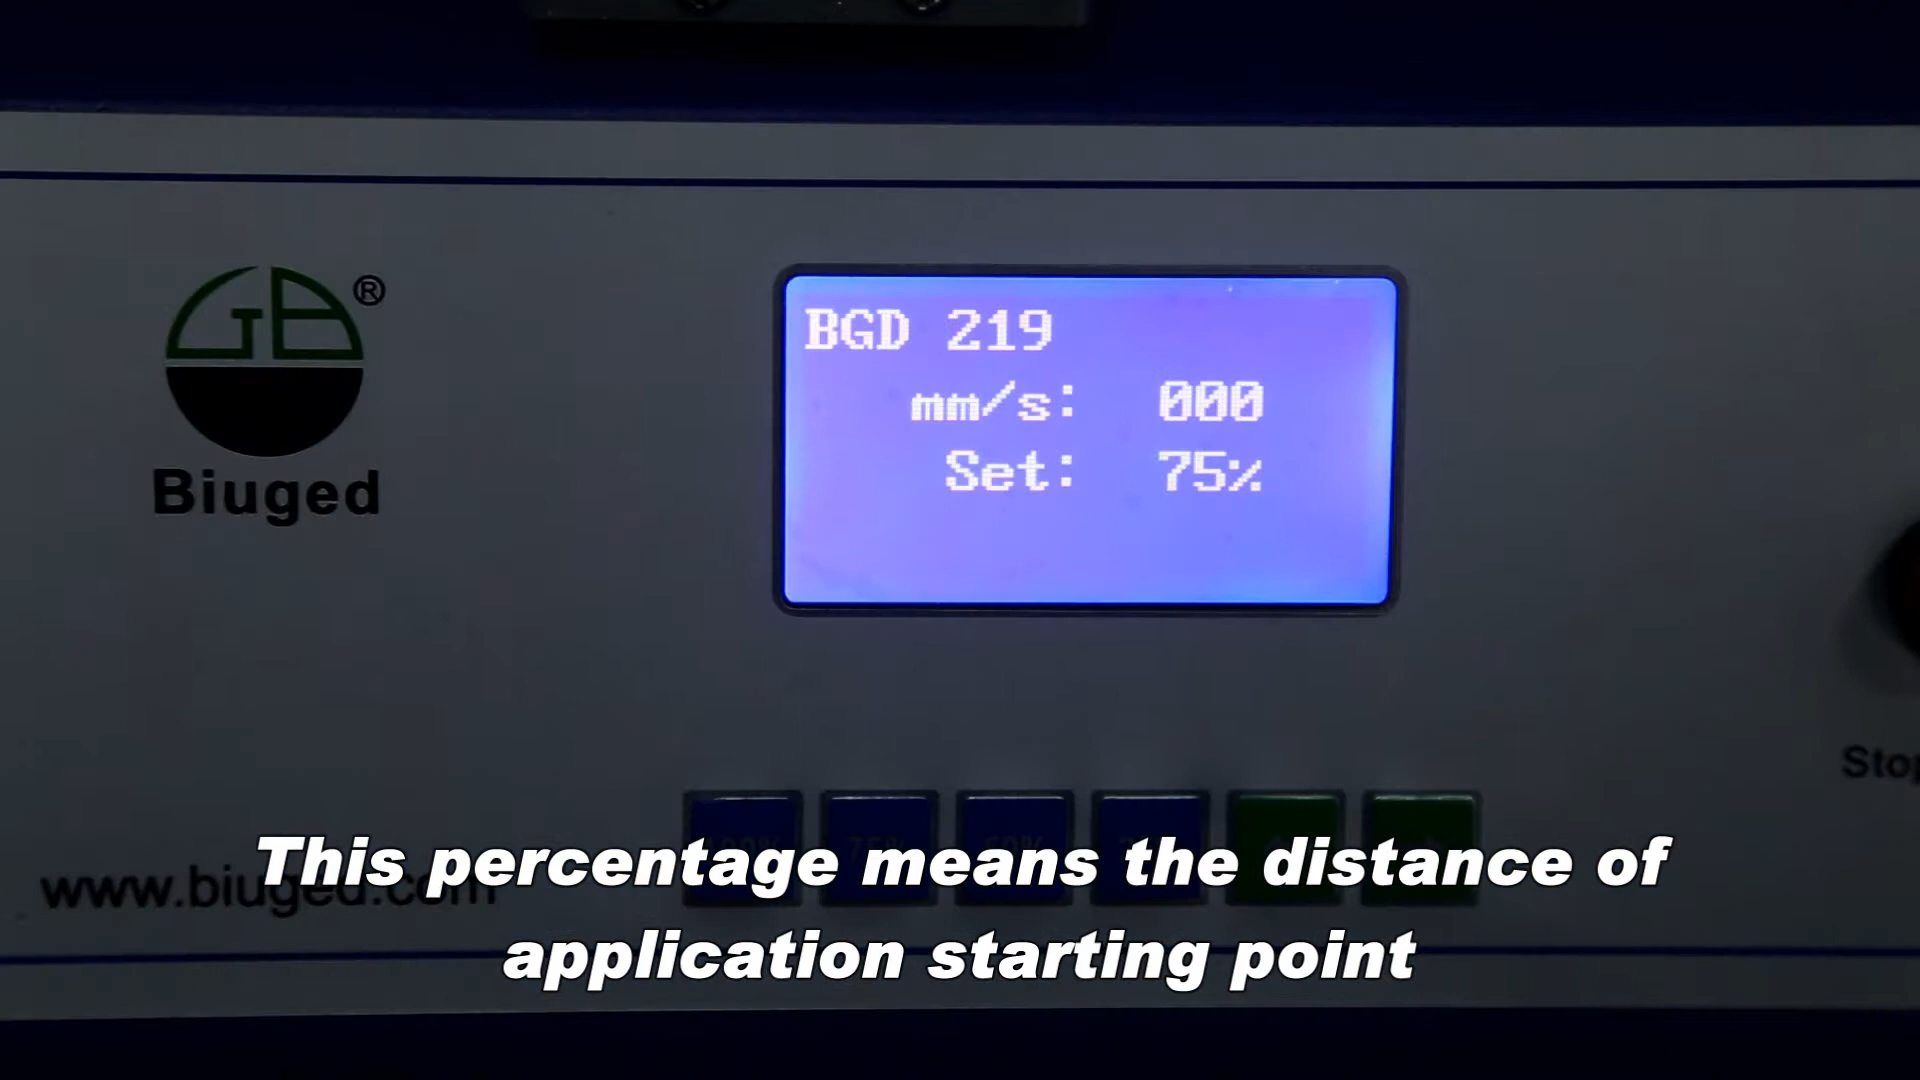 GB®
Biuged
BGD 219
mm/s: 000
Set: 75%
Stop
www.biuged.com
This percentage means the distance of
application starting point